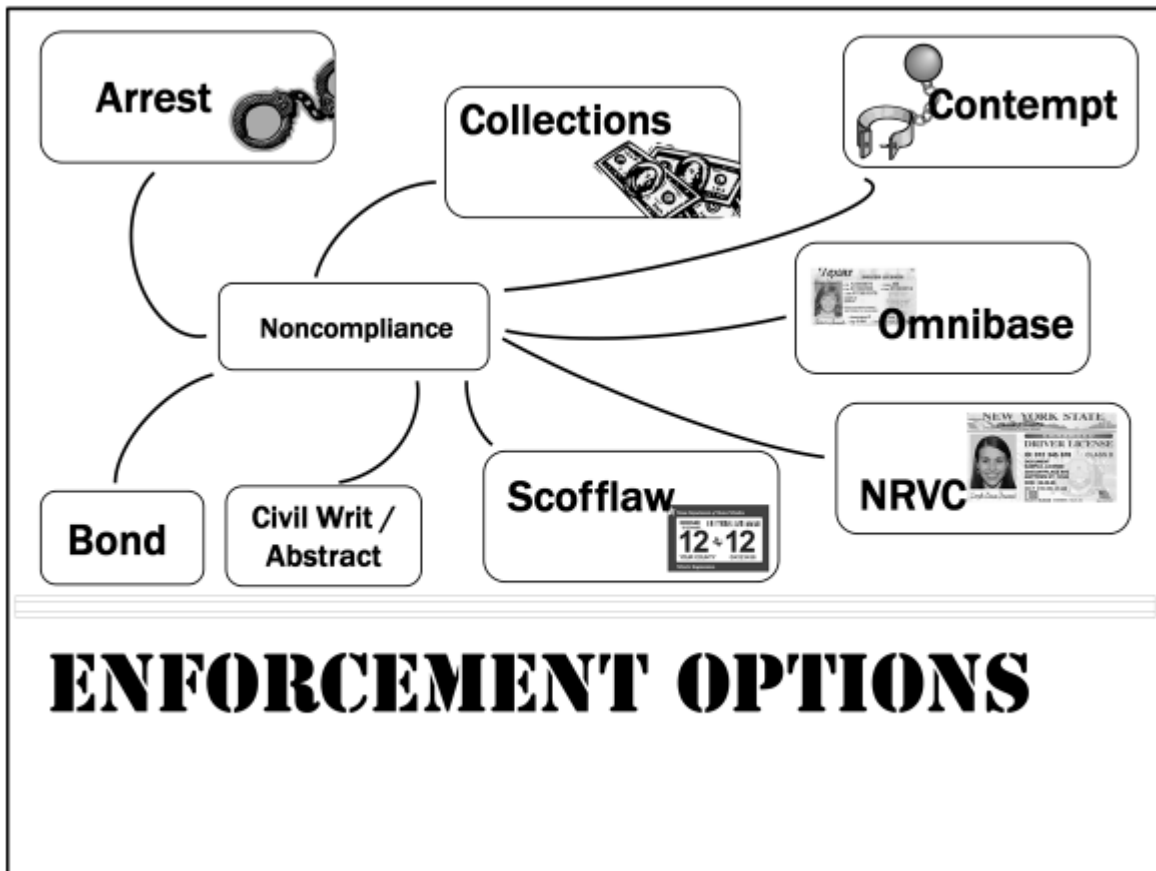 Arrest
Collections
Contempt
Noncompliance
Omnibase
NEW YORK STATE
DRIVER LICENSE
NRVC
Bond
Civil Writ /
Abstract
Scofflaw
12 12
ENFORCEMENT OPTIONS